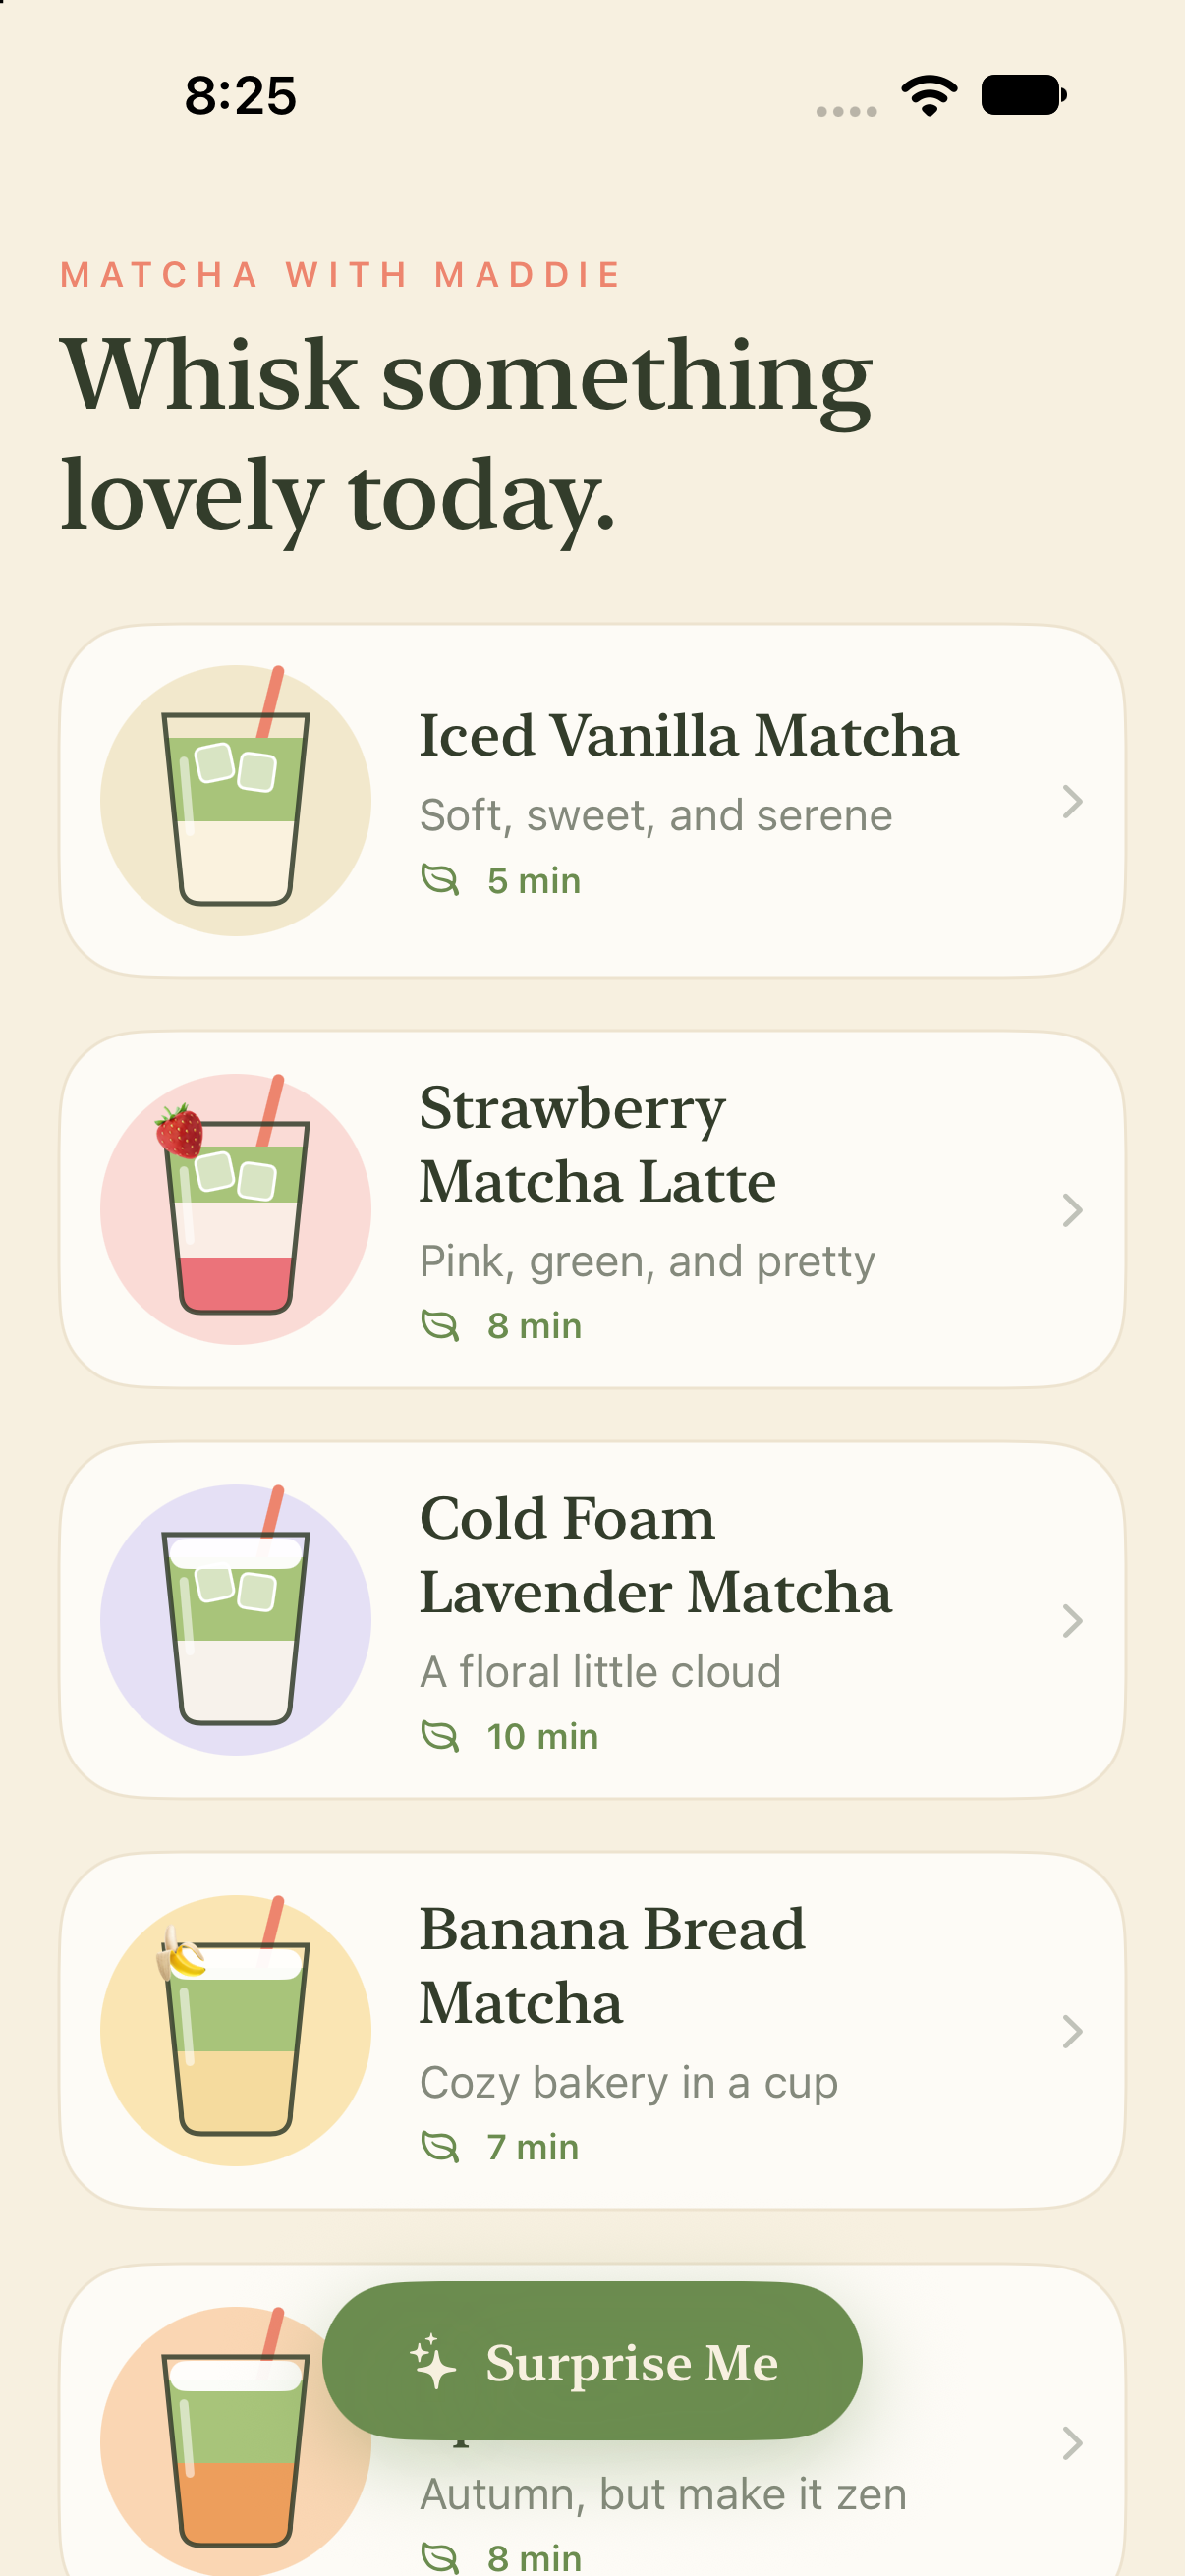 8:25
MATCHA WITH MADDIE
Whisk something
lovely today.
Iced Vanilla Matcha
Soft, sweet, and serene
5 min
Strawberry
Matcha Latte
Pink, green, and pretty
8 min
Cold Foam
Lavender Matcha
A floral little cloud
10 min
Banana Bread
Matcha
Cozy bakery in a cup
7 min
Surprise Me
Autumn, but make it zen
8 min